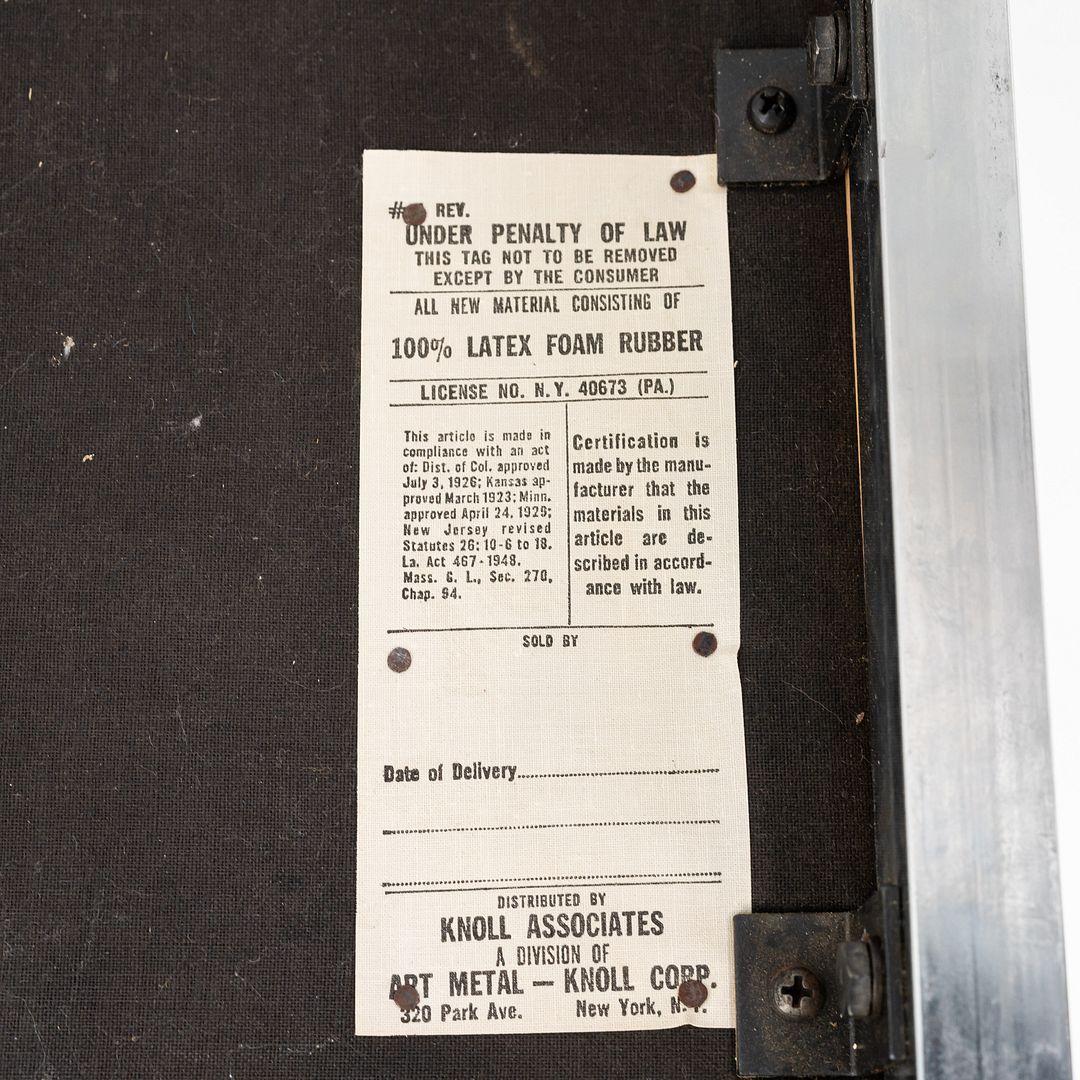 # REV.
UNDER PENALTY OF LAW
THIS TAG NOT TO BE REMOVED
EXCEPT BY THE CONSUMER
ALL NEW MATERIAL CONSISTING OF
100% LATEX FOAM RUBBER
LICENSE NO. N.Y. 40673 (PA.)
This article is made in
compliance with an act
of: Dist. of Col. approved
July 3, 1926; Kansas ap-
proved March 1923; Minn.
approved April 24, 1929;
New Jersey revised
Statutes 26: 10-6 to 18.
La. Act 467-1948.
Mass. G. L., Sec. 270,
Chap. 94.
Certification is
made by the manu-
facturer that the
materials in this
article are de-
scribed in accord-
ance with law.
SOLD BY
Date of Delivery
DISTRIBUTED BY
KNOLL ASSOCIATES
A DIVISION OF
ART METAL — KNOLL CORP.
320 Park Ave. New York, N.Y.